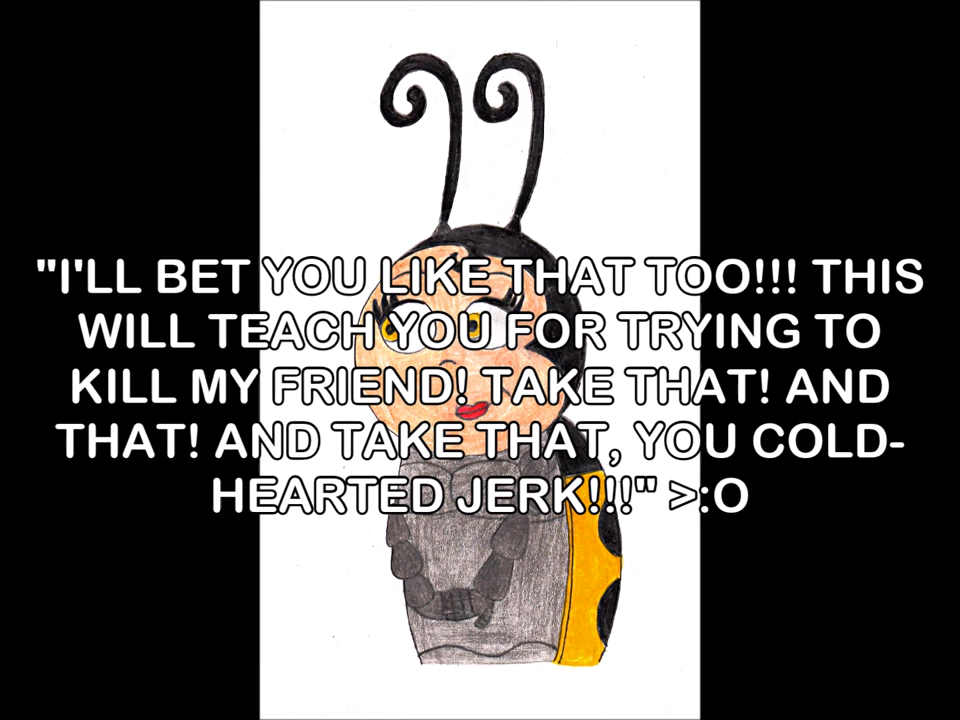 "I'LL BET YOU LIKE THAT TOO!!! THIS
WILL TEACH YOU FOR TRYING TO
KILL MY FRIEND! TAKE THAT! AND
THAT! AND TAKE THAT, YOU COLD-
HEARTED JERK!!!" >:O